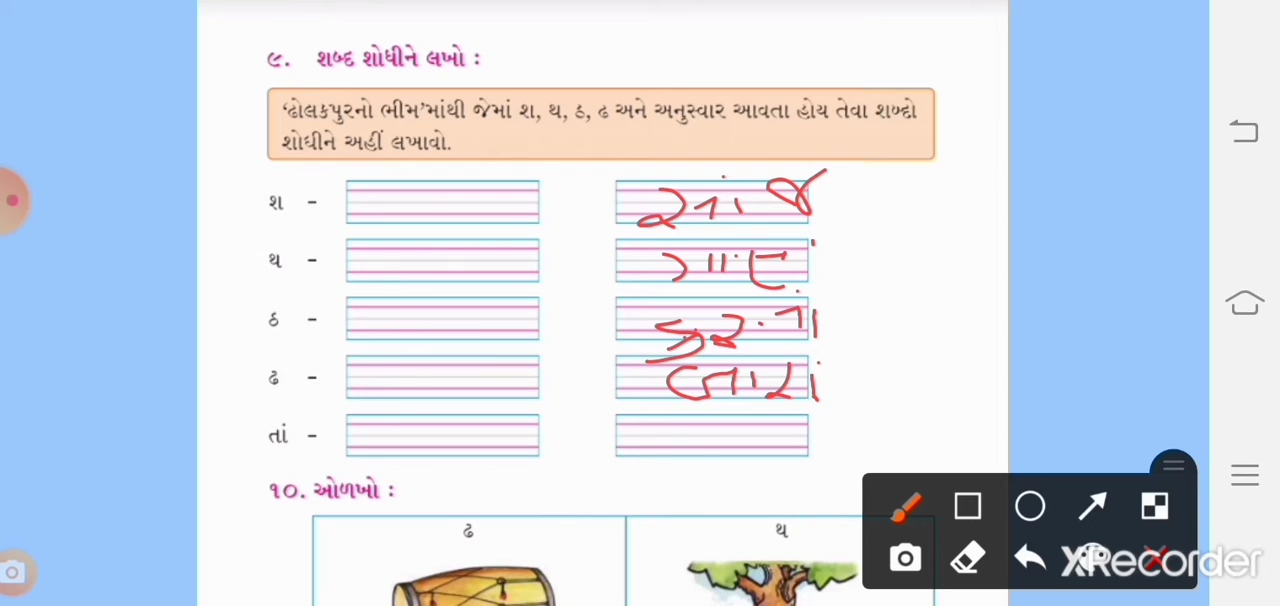 ૯. શબ્દ શોધીને લખો :
‘ઢોલકપુરનો ભીમ’માંથી જેમાં શ, થ, ઠ, ઢ અને અનુસ્વાર આવતા હોય તેવા શબ્દો
શોધીને અહીં લખાવો.
શ -
થ -
ઠ -
ઢ -
તાં -
૧૦. ઓળખો :
ઢ થ
XRecorder